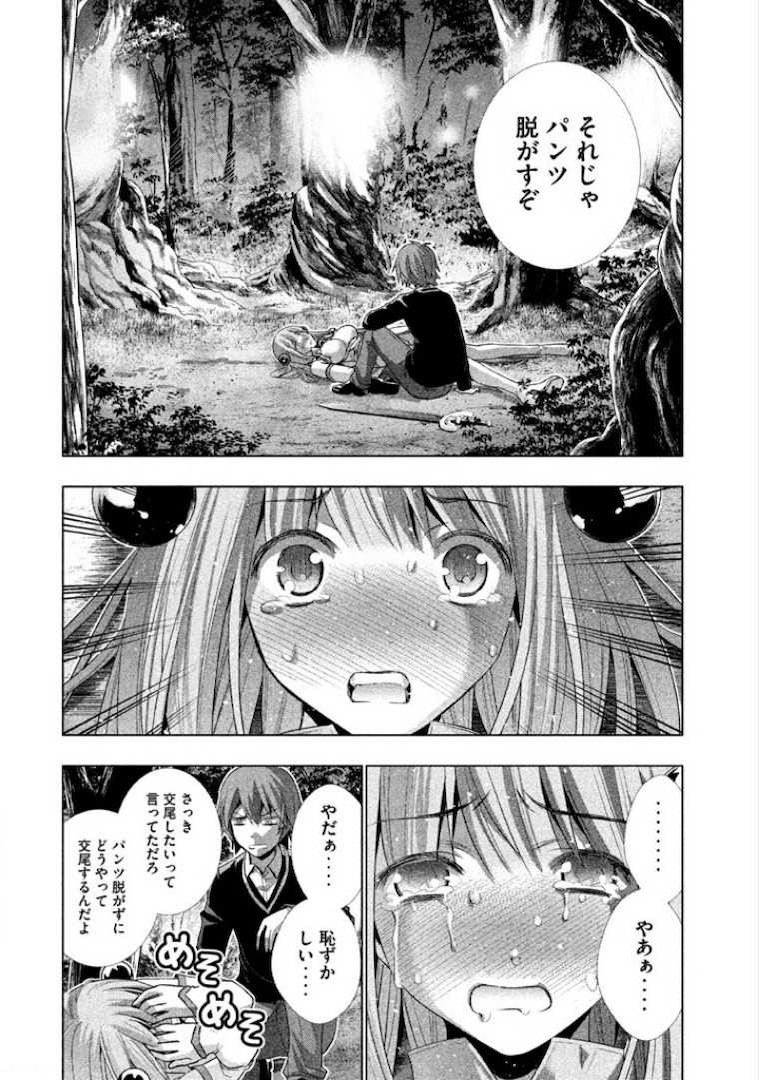 それじゃ
パンツ
脱がすぞ
・・・・・・・
やあぁ・・・・
やだぁ・・・・
恥ずか
しい・・・・
さっき
交尾したいって
言ってただろ
パンツ脱がずに
どうやって
交尾するんだよ
めそめそ